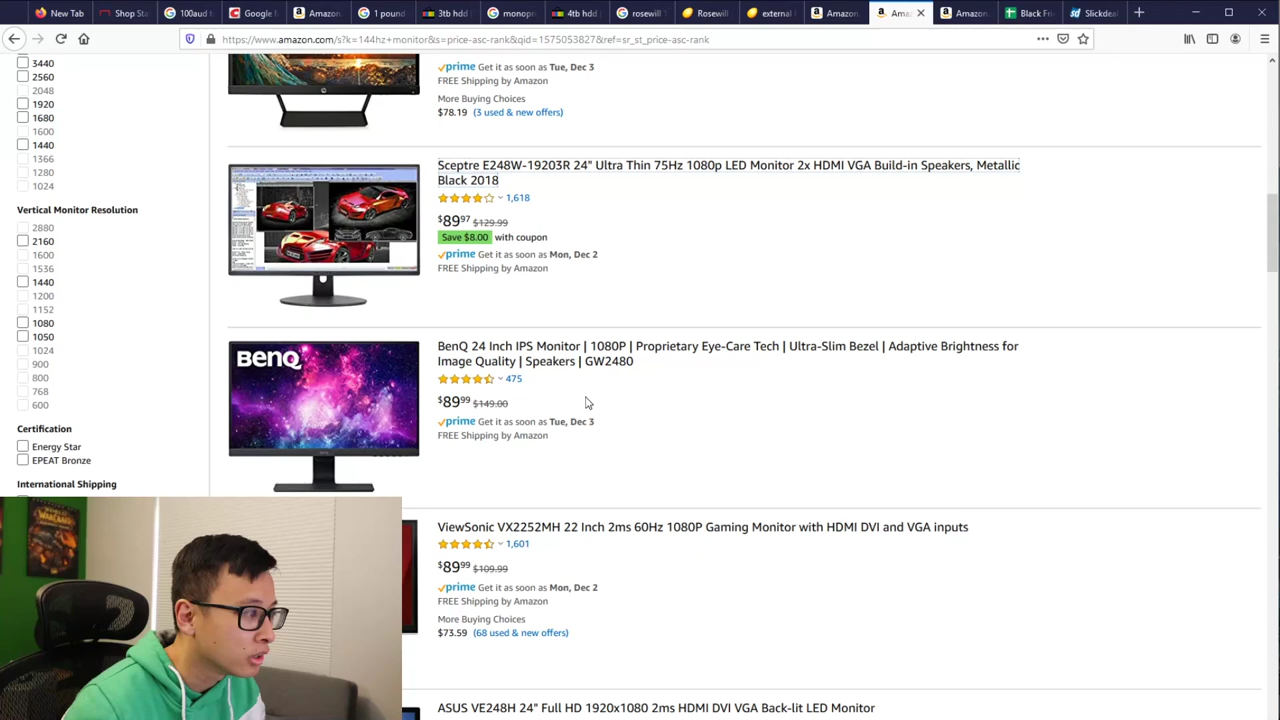 New Tab
Shop St
100aud t
Google M
Amazon.
1 pound
3th hdd
monopri
4th hdd
rosewill
Rosewill
external
Amazon.
Amaz
Amazon.
Black Fri
Slickdeal
https://www.amazon.com/s?k=144hz+monitor&s=price-asc-rank&qid=1575053827&ref=sr_st_price-asc-rank
3440
2560
2048
1920
1680
1600
1440
1366
1280
1024
Vertical Monitor Resolution
2880
2160
1600
1536
1440
1200
1152
1080
1050
1024
900
800
768
600
Certification
Energy Star
EPEAT Bronze
International Shipping
prime Get it as soon as Tue, Dec 3
FREE Shipping by Amazon
More Buying Choices
$78.19 (3 used & new offers)
Sceptre E248W-19203R 24" Ultra Thin 75Hz 1080p LED Monitor 2x HDMI VGA Build-in Speakers, Metallic
Black 2018
1,618
$89.97 $129.99
Save $8.00 with coupon
prime Get it as soon as Mon, Dec 2
FREE Shipping by Amazon
BenQ
BenQ 24 Inch IPS Monitor | 1080P | Proprietary Eye-Care Tech | Ultra-Slim Bezel | Adaptive Brightness for
Image Quality | Speakers | GW2480
475
$89.99 $149.00
prime Get it as soon as Tue, Dec 3
FREE Shipping by Amazon
ViewSonic VX2252MH 22 Inch 2ms 60Hz 1080P Gaming Monitor with HDMI DVI and VGA inputs
1,601
$89.99 $109.99
prime Get it as soon as Mon, Dec 2
FREE Shipping by Amazon
More Buying Choices
$73.59 (68 used & new offers)
ASUS VE248H 24" Full HD 1920x1080 2ms HDMI DVI VGA Back-lit LED Monitor